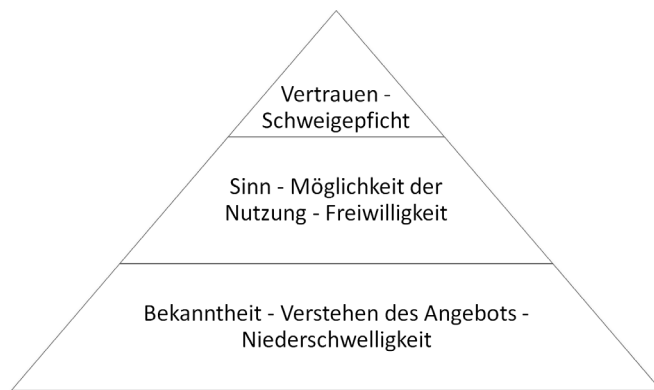 Vertrauen -
Schweigepficht
Sinn - Möglichkeit der
Nutzung - Freiwilligkeit
Bekanntheit - Verstehen des Angebots -
Niederschwelligkeit